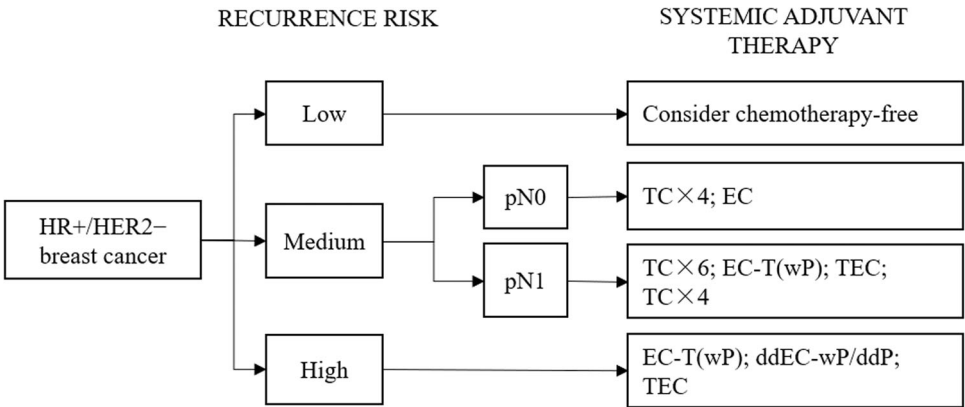 RECURRENCE RISK
SYSTEMIC ADJUVANT
THERAPY
HR+/HER2−
breast cancer
Low
Consider chemotherapy-free
Medium
pN0
TC×4; EC
pN1
TC×6; EC-T(wP); TEC;
TC×4
High
EC-T(wP); ddEC-wP/ddP;
TEC